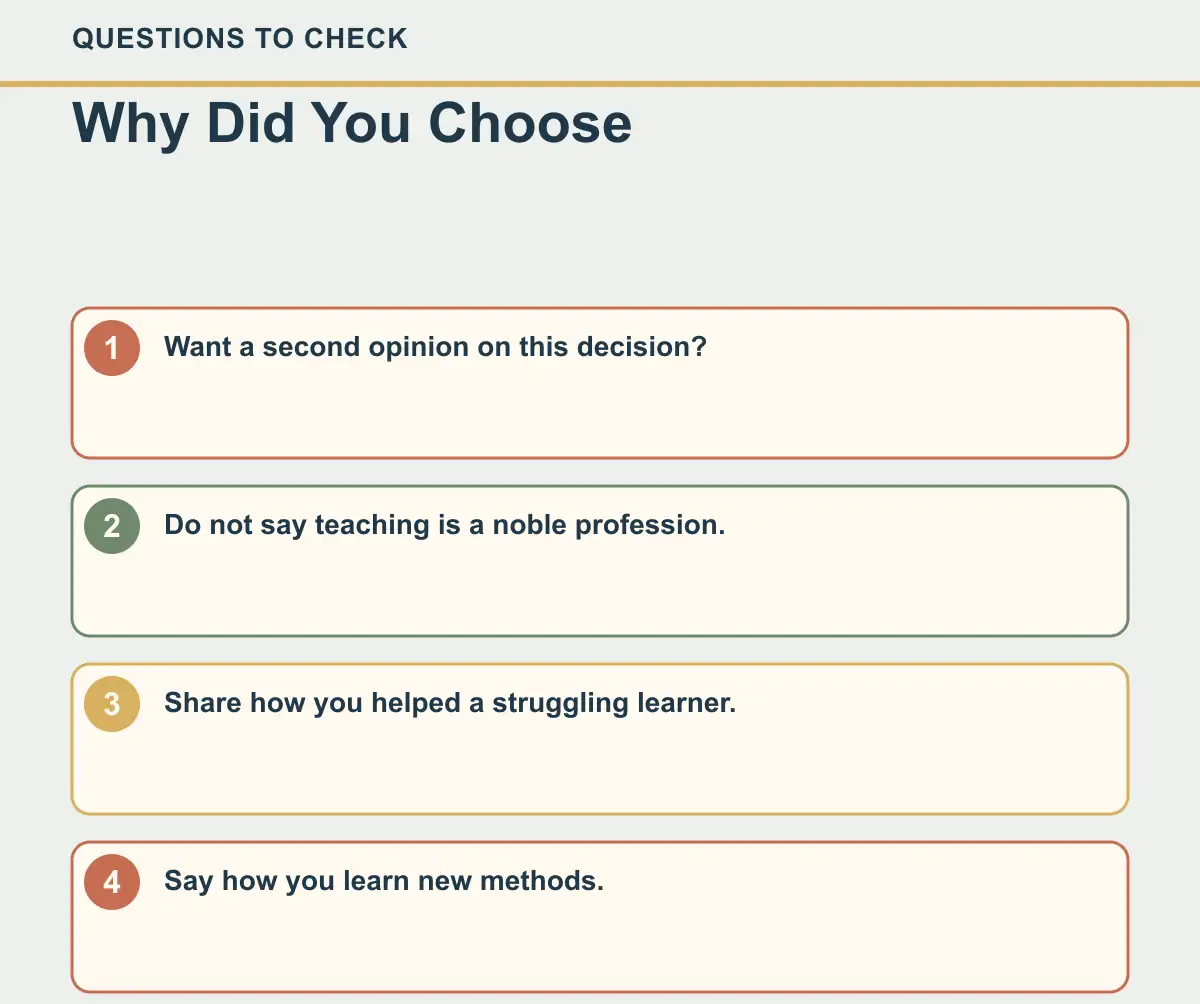 QUESTIONS TO CHECK
Why Did You Choose
1 Want a second opinion on this decision?
2 Do not say teaching is a noble profession.
3 Share how you helped a struggling learner.
4 Say how you learn new methods.